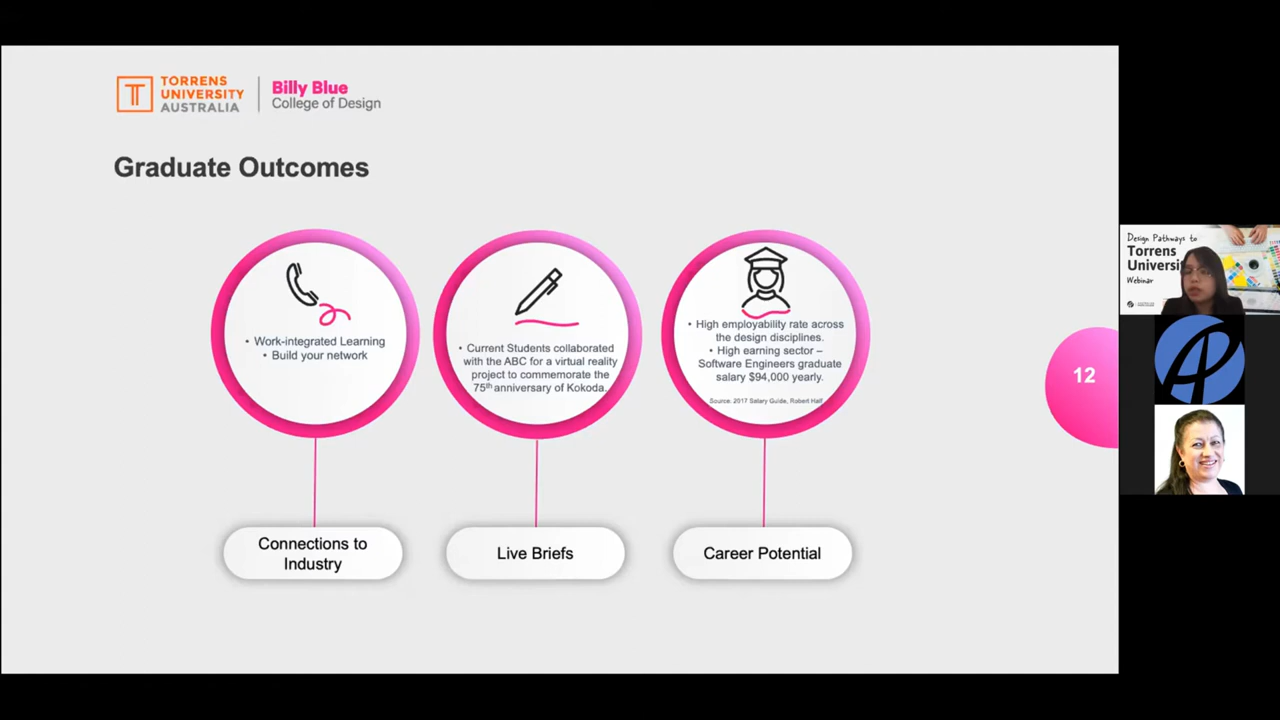 TORRENS
UNIVERSITY
AUSTRALIA
Billy Blue
College of Design
Graduate Outcomes
• Work-integrated Learning
• Build your network
• Current Students collaborated
with the ABC for a virtual reality
project to commemorate the
75th anniversary of Kokoda.
• High employability rate across
the design disciplines.
• High earning sector –
Software Engineers graduate
salary $94,000 yearly.
Source. 2017 Salary Guide, Robert Half
Connections to
Industry
Live Briefs
Career Potential
12
Design Pathways to
Torrens
Universit
Webinar